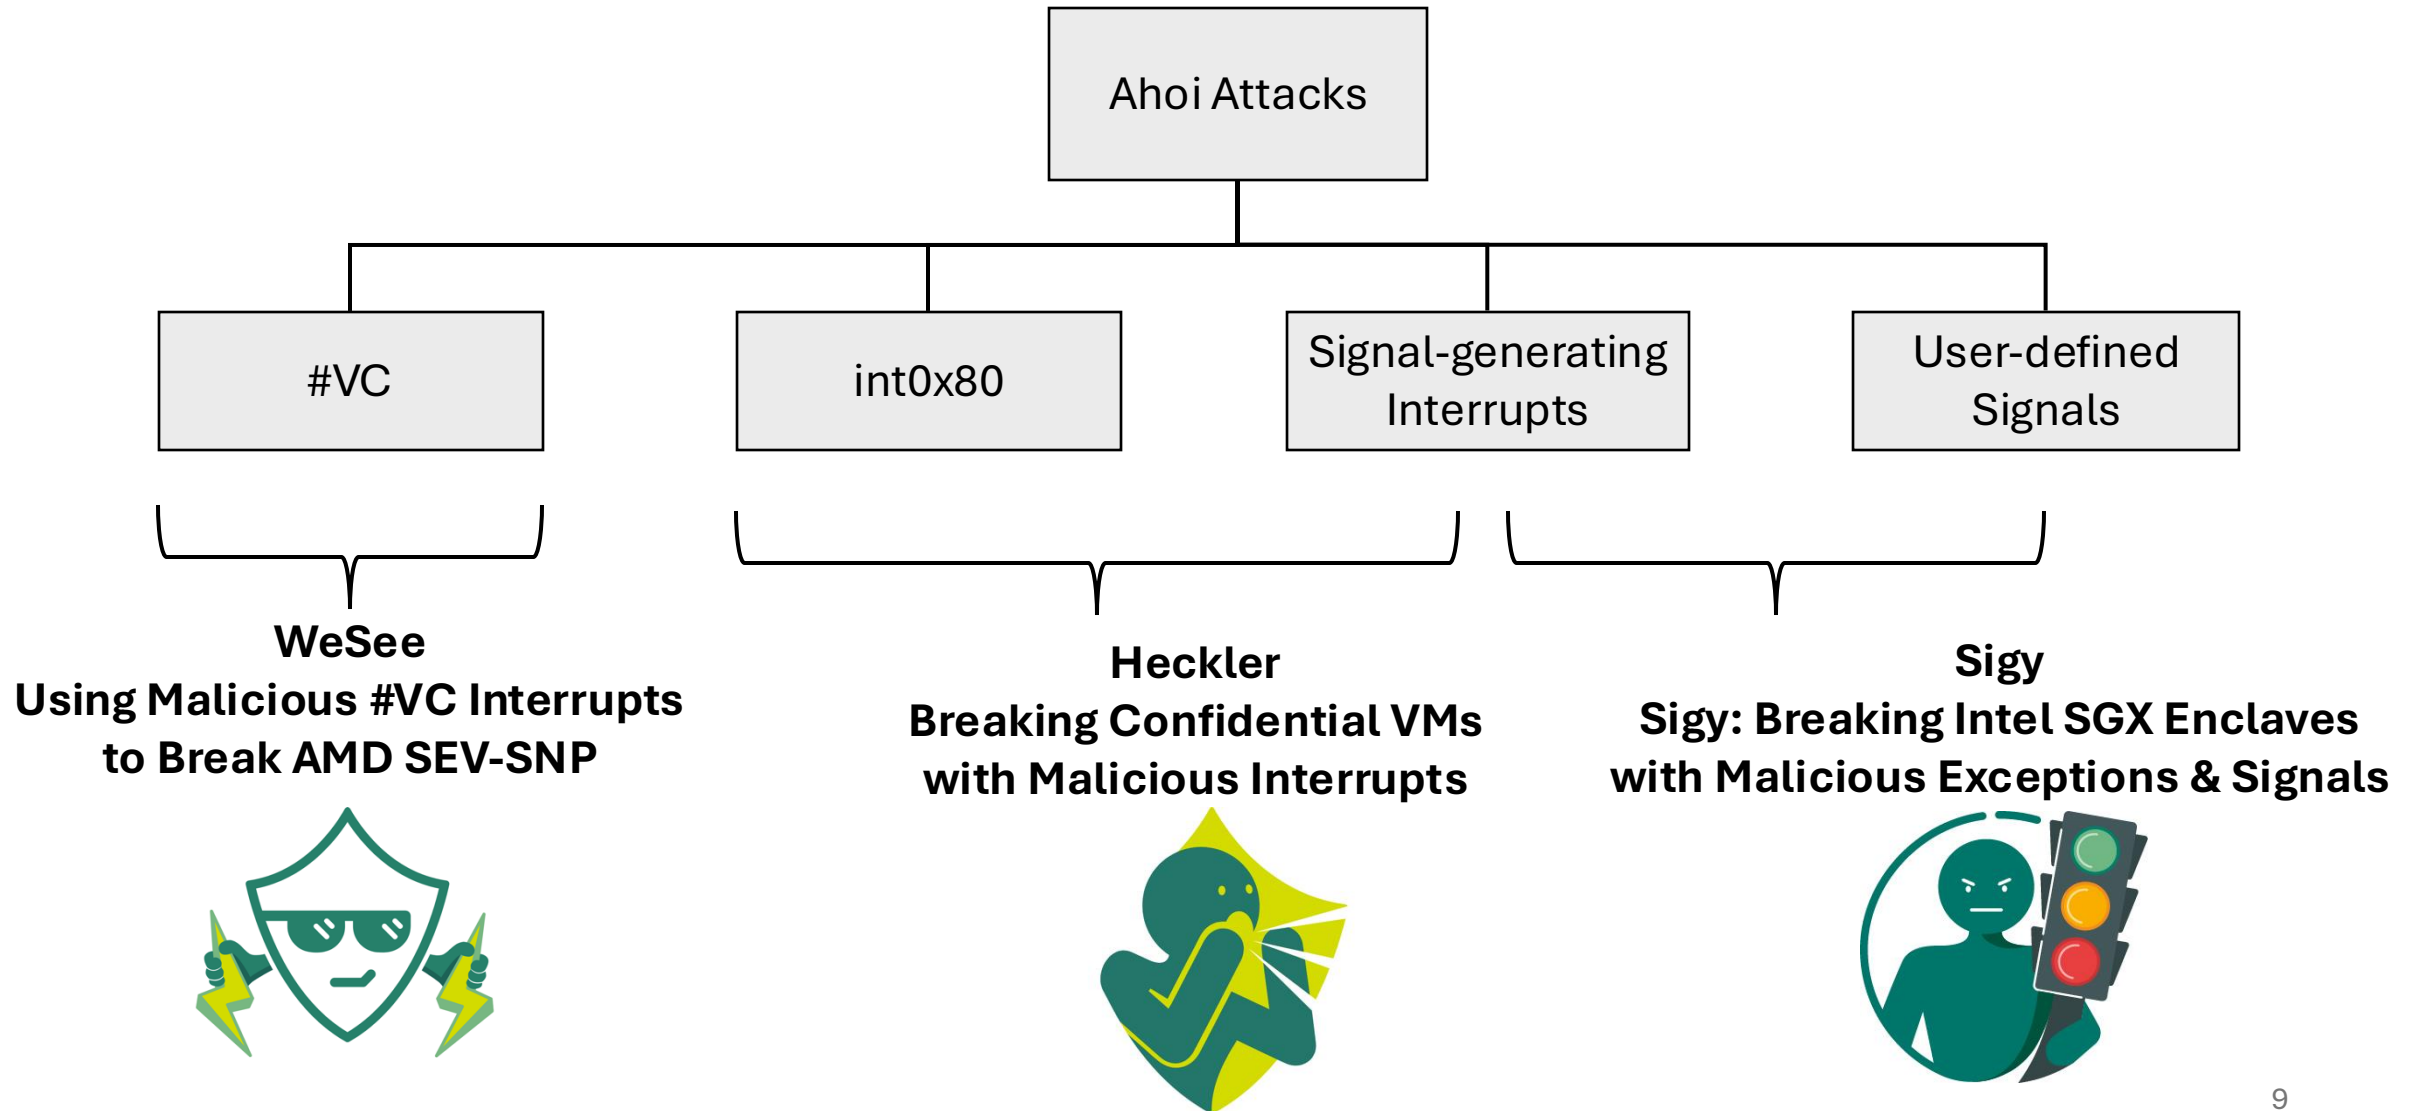 Ahoi Attacks
#VC
int0x80
Signal-generating
Interrupts
User-defined
Signals
WeSee
Using Malicious #VC Interrupts
to Break AMD SEV-SNP
Heckler
Breaking Confidential VMs
with Malicious Interrupts
Sigy
Sigy: Breaking Intel SGX Enclaves
with Malicious Exceptions & Signals
9